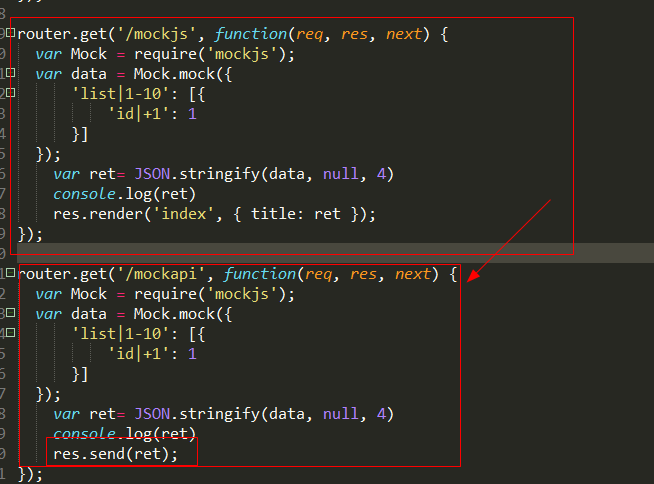 router.get('/mockjs', function(req, res, next) {
var Mock = require('mockjs');
var data = Mock.mock({
'list|1-10': [{
'id|+1': 1
}]
});
var ret= JSON.stringify(data, null, 4)
console.log(ret)
res.render('index', { title: ret });
});
router.get('/mockapi', function(req, res, next) {
var Mock = require('mockjs');
var data = Mock.mock({
'list|1-10': [{
'id|+1': 1
}]
});
var ret= JSON.stringify(data, null, 4)
console.log(ret)
res.send(ret);
});